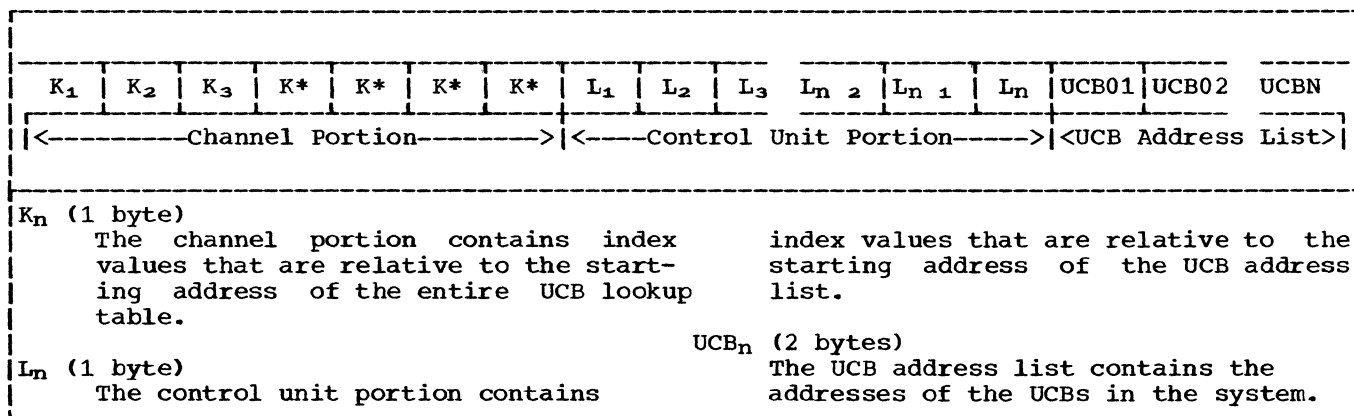 K₁ | K₂ | K₃ | K* | K* | K* | K* | L₁ | L₂ | L₃ Lₙ ₂ | Lₙ ₁ | Lₙ | UCB01 | UCB02 UCBN
|<--------Channel Portion-------->|<----Control Unit Portion----->|<UCB Address List>|
Kₙ (1 byte)
The channel portion contains index
values that are relative to the start-
ing address of the entire UCB lookup
table.
Lₙ (1 byte)
The control unit portion contains
index values that are relative to the
starting address of the UCB address
list.
UCBₙ (2 bytes)
The UCB address list contains the
addresses of the UCBs in the system.